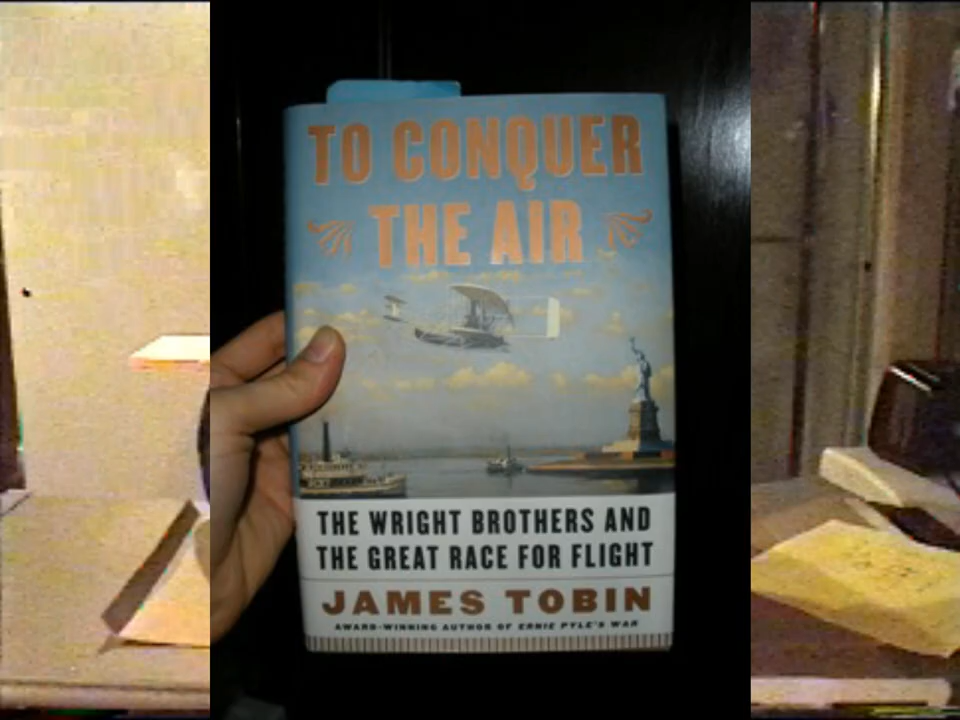 TO CONQUER
THE AIR
THE WRIGHT BROTHERS AND
THE GREAT RACE FOR FLIGHT
JAMES TOBIN
AWARD-WINNING AUTHOR OF ERNIE PYLE'S WAR